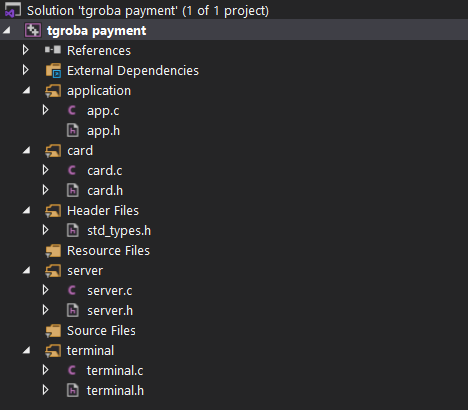 Solution 'tgroba payment' (1 of 1 project)
tgroba payment
References
External Dependencies
application
app.c
app.h
card
card.c
card.h
Header Files
std_types.h
Resource Files
server
server.c
server.h
Source Files
terminal
terminal.c
terminal.h